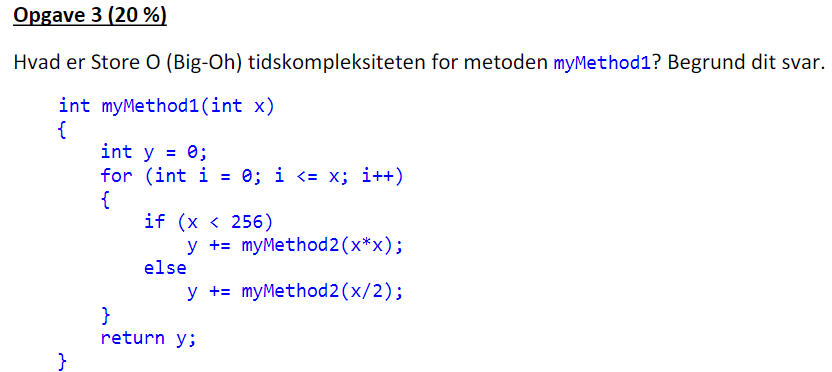 Opgave 3 (20 %)
Hvad er Store O (Big-Oh) tidskompleksiteten for metoden myMethod1? Begrund dit svar.
int myMethod1(int x)
{
int y = 0;
for (int i = 0; i <= x; i++)
{
if (x < 256)
y += myMethod2(x*x);
else
y += myMethod2(x/2);
}
return y;
}